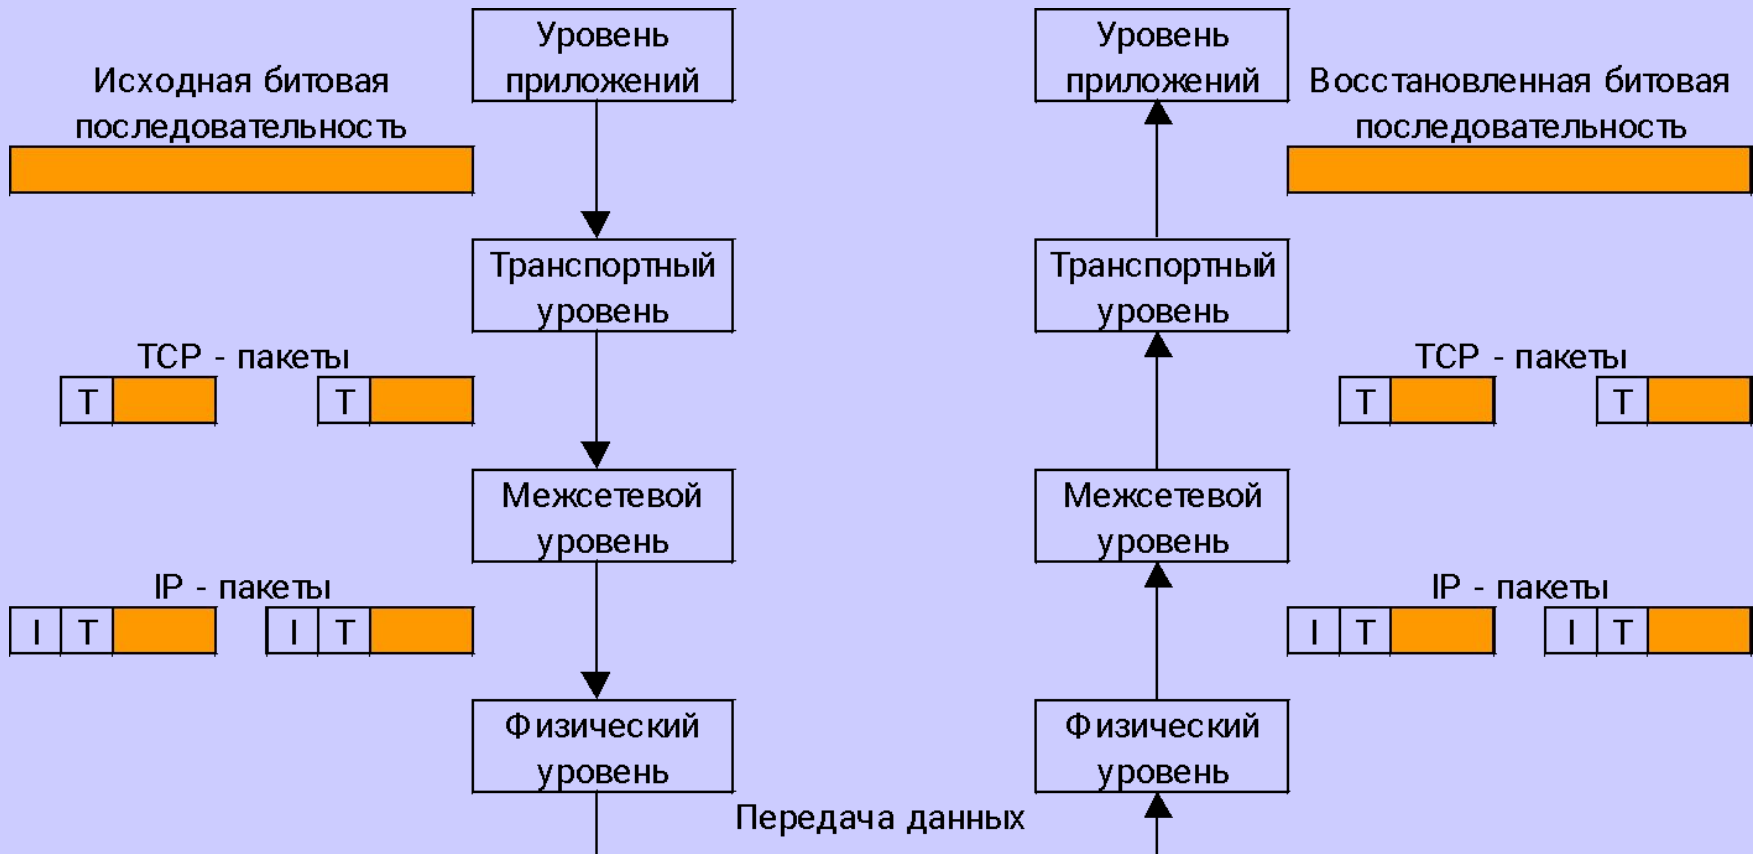 Уровень
приложений
Исходная битовая
последовательность
Транспортный
уровень
TCP - пакеты
T
T
Межсетевой
уровень
IP - пакеты
I T
I T
Физический
уровень
Передача данных
Уровень
приложений
Восстановленная битовая
последовательность
Транспортный
уровень
TCP - пакеты
T
T
Межсетевой
уровень
IP - пакеты
I T
I T
Физический
уровень